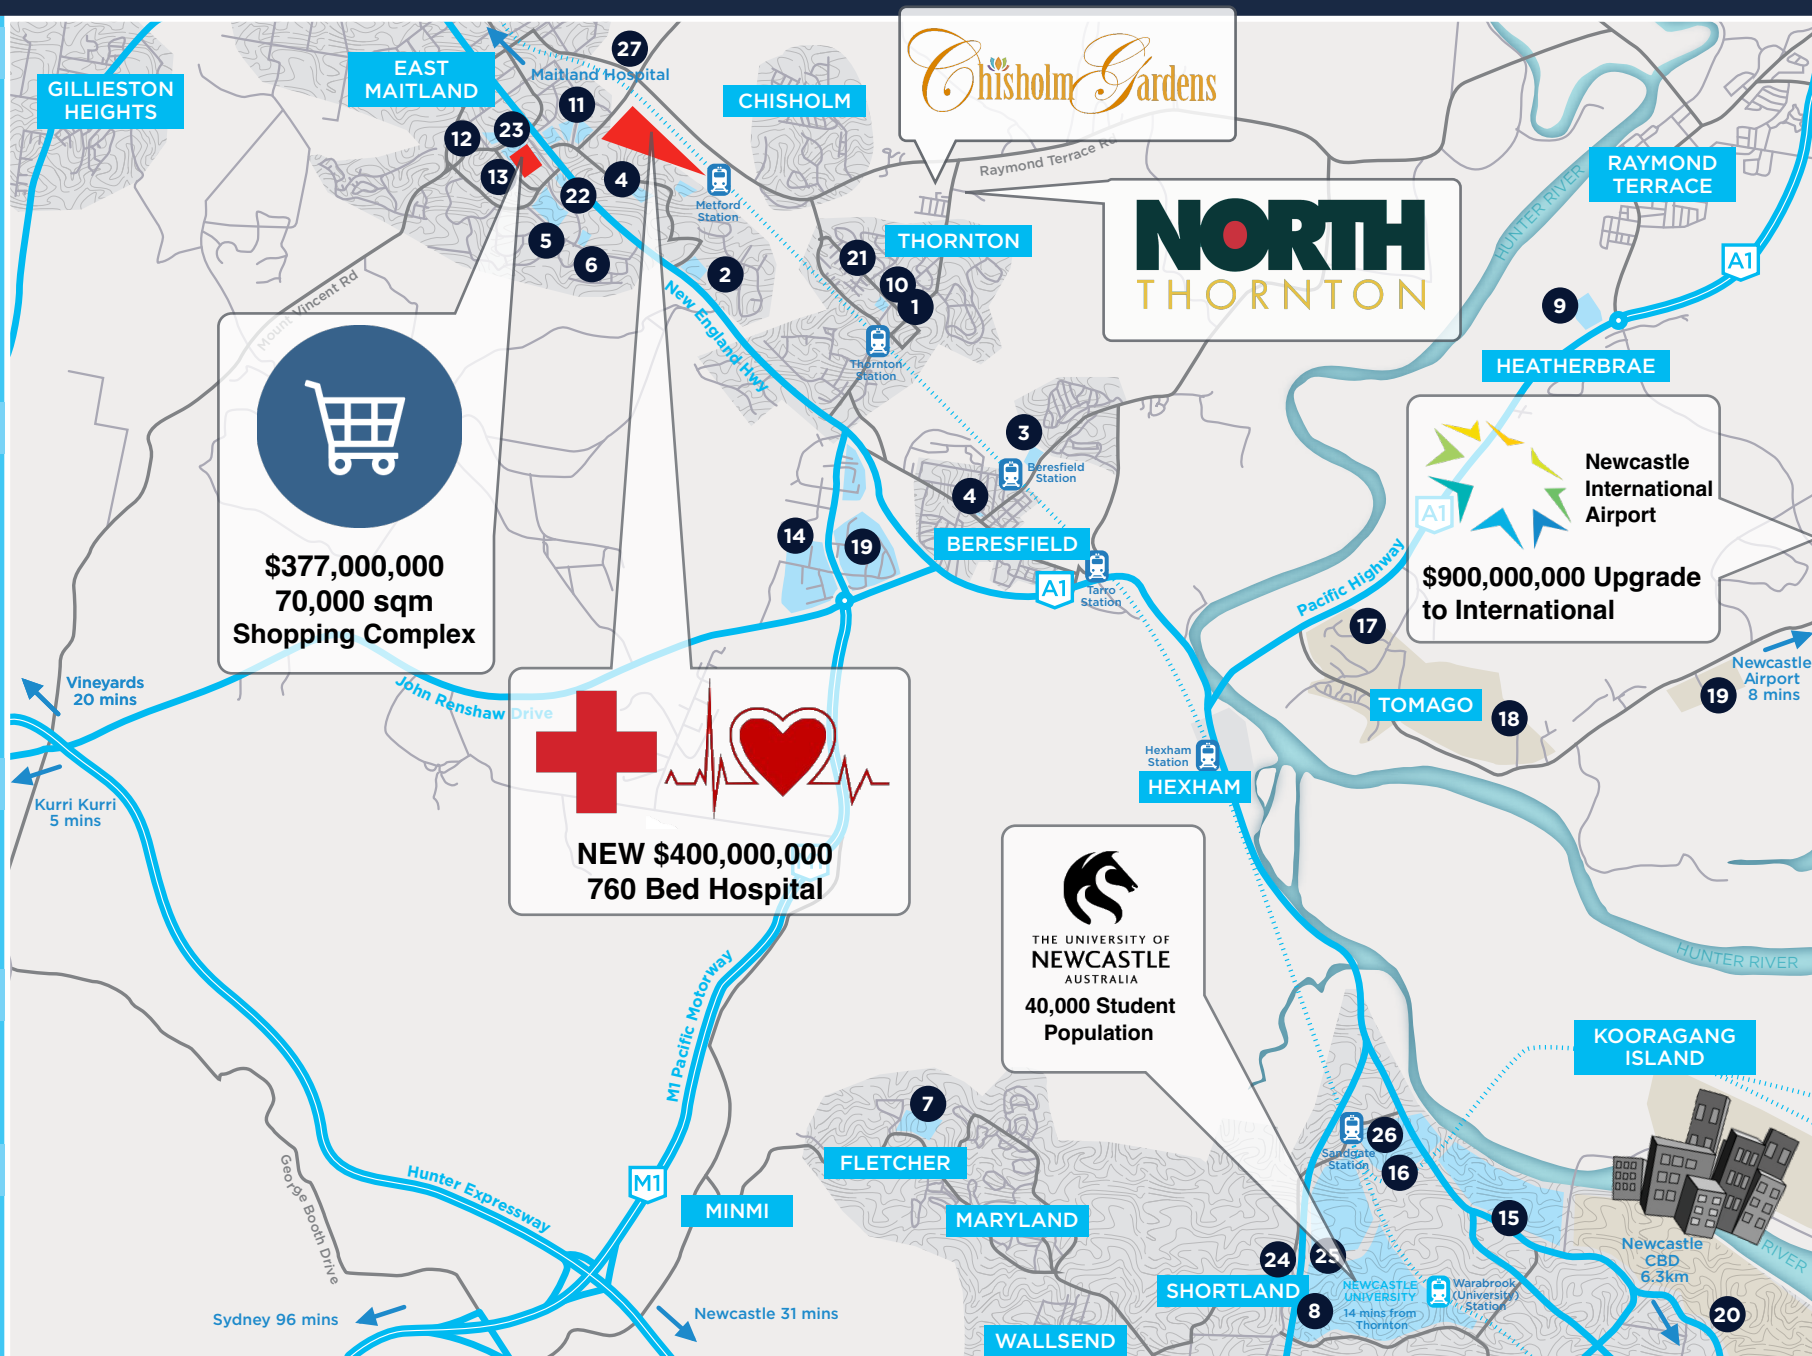 GILLIESTON
HEIGHTS
EAST
MAITLAND
Maitland Hospital
27
11
12
23
13
22
4
5
6
2
CHISHOLM
Chisholm Gardens
Raymond Terrace Rd
Metford
Station
THORNTON
21
10
1
Thornton
Station
NORTH
THORNTON
HUNTER RIVER
RAYMOND
TERRACE
A1
9
HEATHERBRAE
Mount Vincent Rd
New England Hwy
$377,000,000
70,000 sqm
Shopping Complex
3
Beresfield
Station
4
BERESFIELD
14
19
A1
Tarro
Station
Newcastle
International
Airport
A1
$900,000,000 Upgrade
to International
Pacific Highway
17
TOMAGO
18
19
Newcastle
Airport
8 mins
Vineyards
20 mins
John Renshaw Drive
Kurri Kurri
5 mins
NEW $400,000,000
760 Bed Hospital
Hexham
Station
HEXHAM
THE UNIVERSITY OF
NEWCASTLE
AUSTRALIA
40,000 Student
Population
HUNTER RIVER
KOORAGANG
ISLAND
M1 Pacific Motorway
7
FLETCHER
MARYLAND
MINMI
M1
Hunter Expressway
George Booth Drive
Sydney 96 mins
Newcastle 31 mins
WALLSEND
Sandgate
Station
26
16
15
24
25
SHORTLAND
8
NEWCASTLE
UNIVERSITY
14 mins from
Thornton
Warabrook
(University)
Station
Newcastle
CBD
6.3km
20
RIVER